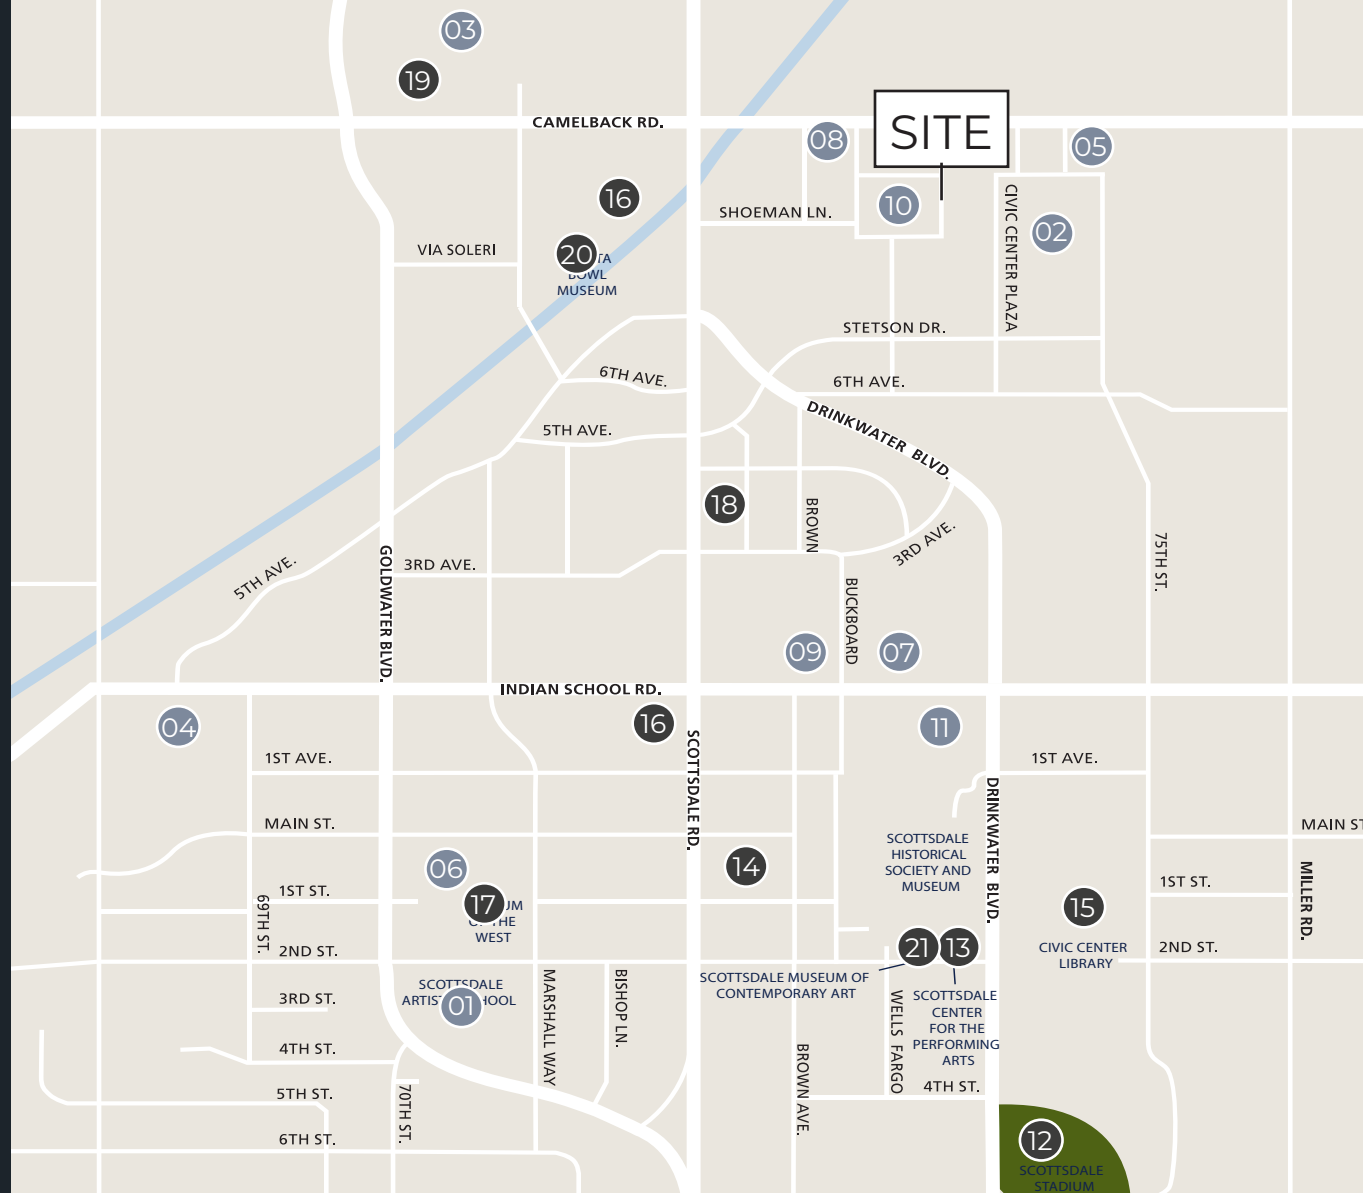 03
19
CAMELBACK RD.
SITE
08
05
16
10
SHOEMAN LN.
CIVIC CENTER PLAZA
02
VIA SOLERI
20
BOWL
MUSEUM
STETSON DR.
6TH AVE.
6TH AVE.
DRINKWATER BLVD.
5TH AVE.
18
BROWN
3RD AVE.
75TH ST.
5TH AVE.
GOLDWATER BLVD.
3RD AVE.
BUCKBOARD
09
07
INDIAN SCHOOL RD.
04
16
11
SCOTTSDALE RD.
1ST AVE.
1ST AVE.
DRINKWATER BLVD.
MAIN ST.
MAIN ST
SCOTTSDALE
HISTORICAL
SOCIETY AND
MUSEUM
06
14
MILLER RD.
1ST ST.
1ST ST.
69TH ST.
17
THE
WEST
15
21
13
2ND ST.
2ND ST.
CIVIC CENTER
LIBRARY
SCOTTSDALE MUSEUM OF
CONTEMPORARY ART
SCOTTSDALE
01
3RD ST.
MARSHALL WAY
BISHOP LN.
WELLS FARGO
SCOTTSDALE
CENTER
FOR THE
PERFORMING
ARTS
4TH ST.
BROWN AVE.
4TH ST.
5TH ST.
70TH ST.
6TH ST.
12
SCOTTSDALE
STADIUM